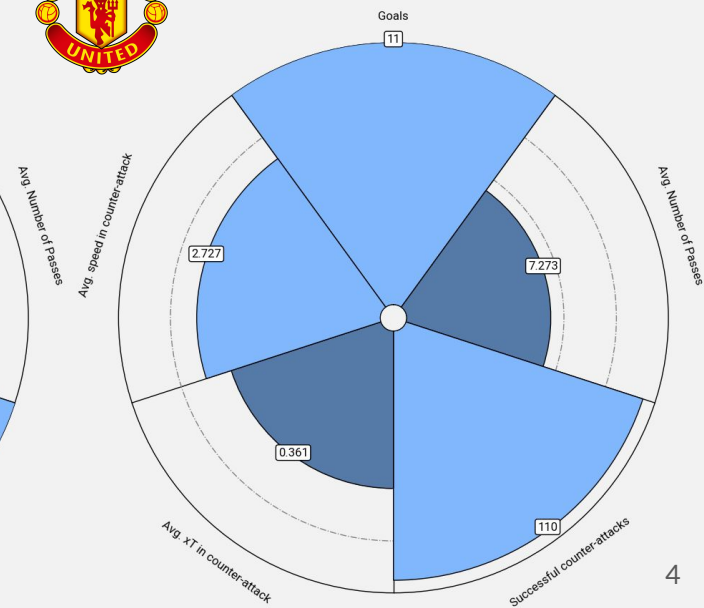 UNITED
Goals
11
Avg. Number of Passes
Avg. speed in counter-attack
Avg. Number of Passes
2.727
7.273
0.361
110
Avg. xT in counter-attack
Successful counter-attacks
4